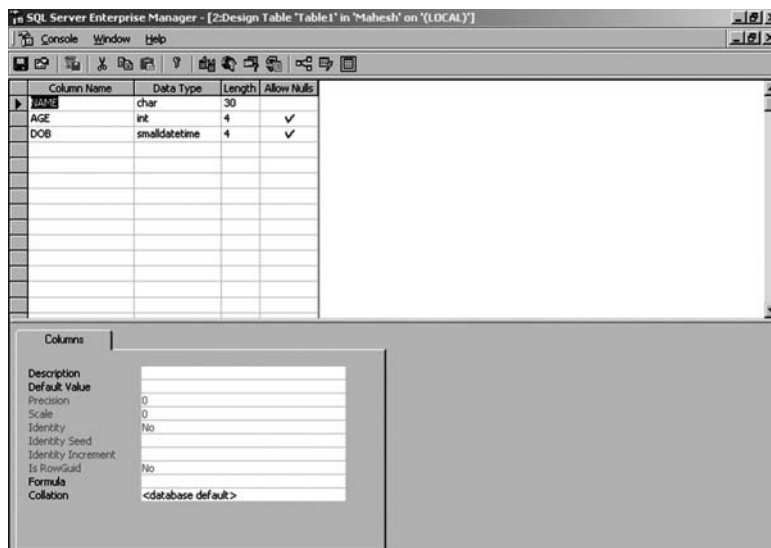 SQL Server Enterprise Manager - [2:Design Table 'Table1' in 'Mahesh' on '(LOCAL)']
Console Window Help
Column Name Data Type Length Allow Nulls
NAME char 30
AGE int 4
DOB smalldatetime 4
Columns
Description
Default Value
Precision 0
Scale 0
Identity No
Identity Seed
Identity Increment
Is RowGuid No
Formula
Collation <database default>